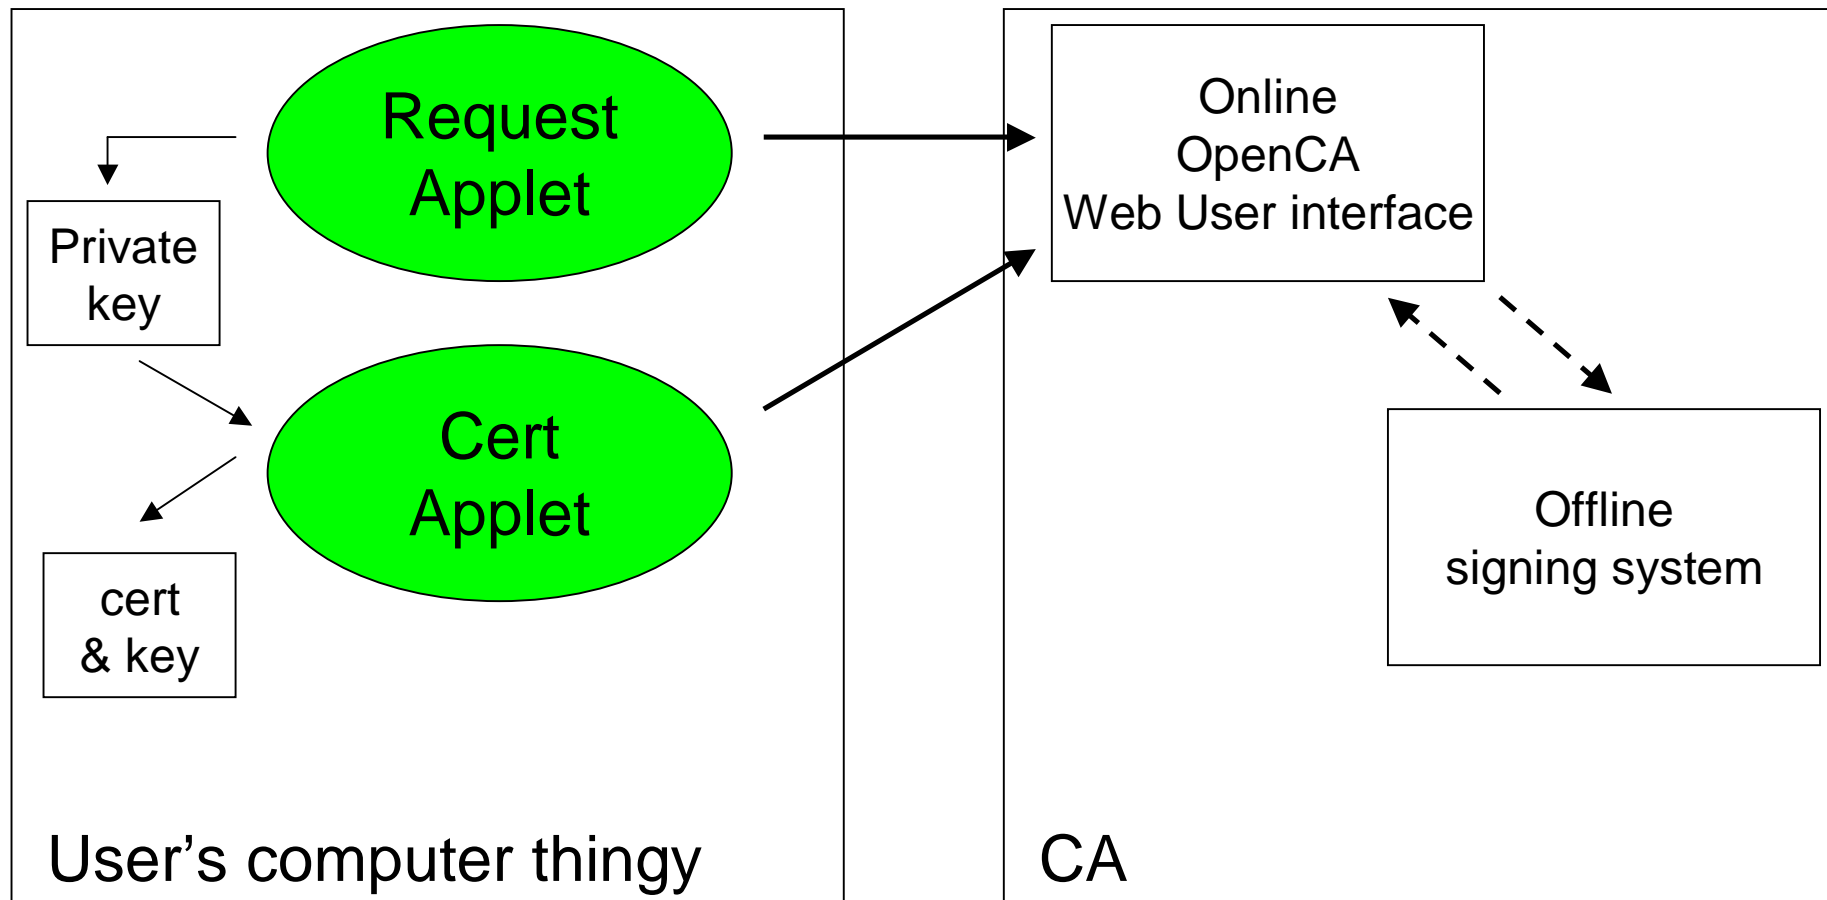 Request
Applet
Private
key
Cert
Applet
cert
& key
User’s computer thingy
Online
OpenCA
Web User interface
Offline
signing system
CA